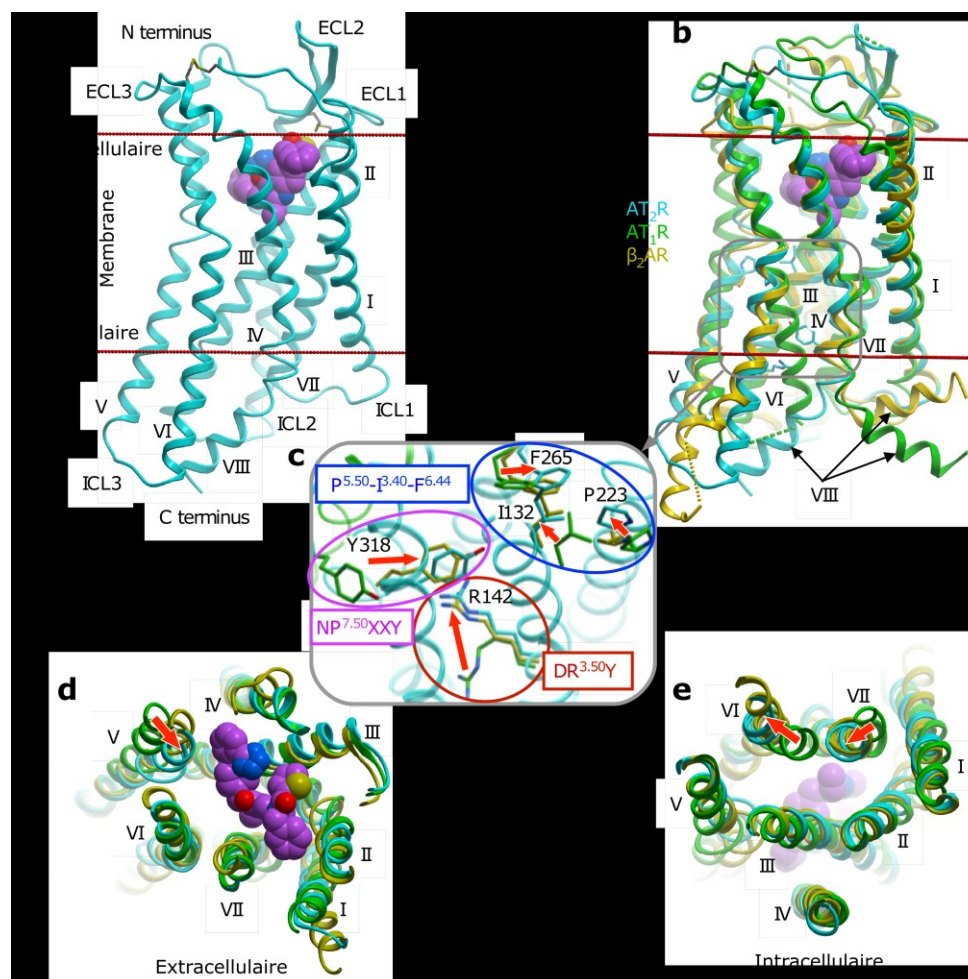 N terminus
ECL2
ECL3
ECL1
cellulaire
II
Membrane
III
I
IV
laire
VII
V
ICL2
ICL1
VI
VIII
ICL3
C terminus
b
II
AT₂R
AT₁R
β₂AR
III
I
IV
VII
V
VI
VIII
c
P⁵·⁵⁰-I³·⁴⁰-F⁶·⁴⁴
F265
P223
I132
Y318
R142
NP⁷·⁵⁰XXY
DR³·⁵⁰Y
d
IV
V
III
VI
II
VII
I
Extracellulaire
e
VI
VII
I
V
II
III
IV
Intracellulaire